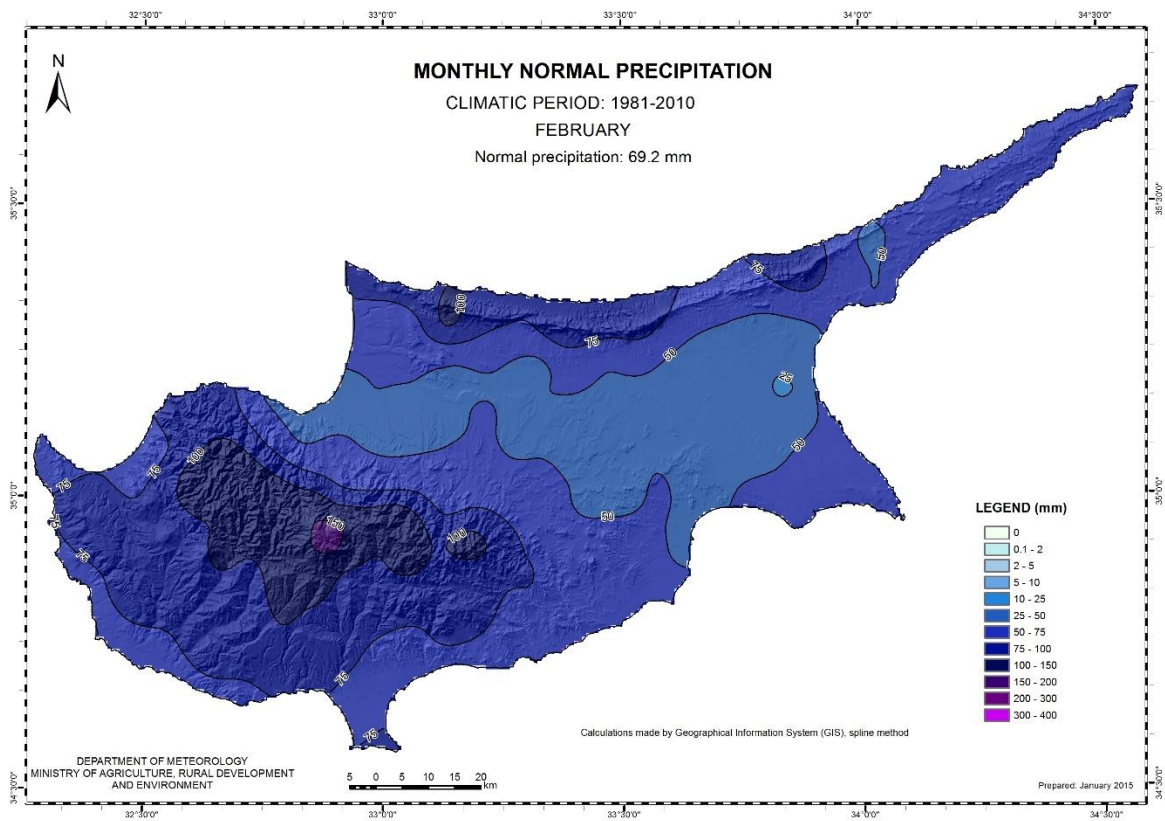 32°30'0"
33°0'0"
33°30'0"
34°0'0"
34°30'0"
N
MONTHLY NORMAL PRECIPITATION
CLIMATIC PERIOD: 1981-2010
FEBRUARY
Normal precipitation: 69.2 mm
35°30'0"
35°30'0"
50
75
100
75
50
25
50
100
75
75
35°0'0"
35°0'0"
50
75
150
100
75
75
75
LEGEND (mm)
0
0.1 - 2
2 - 5
5 - 10
10 - 25
25 - 50
50 - 75
75 - 100
100 - 150
150 - 200
200 - 300
300 - 400
Calculations made by Geographical Information System (GIS), spline method
DEPARTMENT OF METEOROLOGY
MINISTRY OF AGRICULTURE, RURAL DEVELOPMENT
AND ENVIRONMENT
5 0 5 10 15 20
km
Prepared: January 2015
34°30'0"
34°30'0"
32°30'0"
33°0'0"
33°30'0"
34°0'0"
34°30'0"